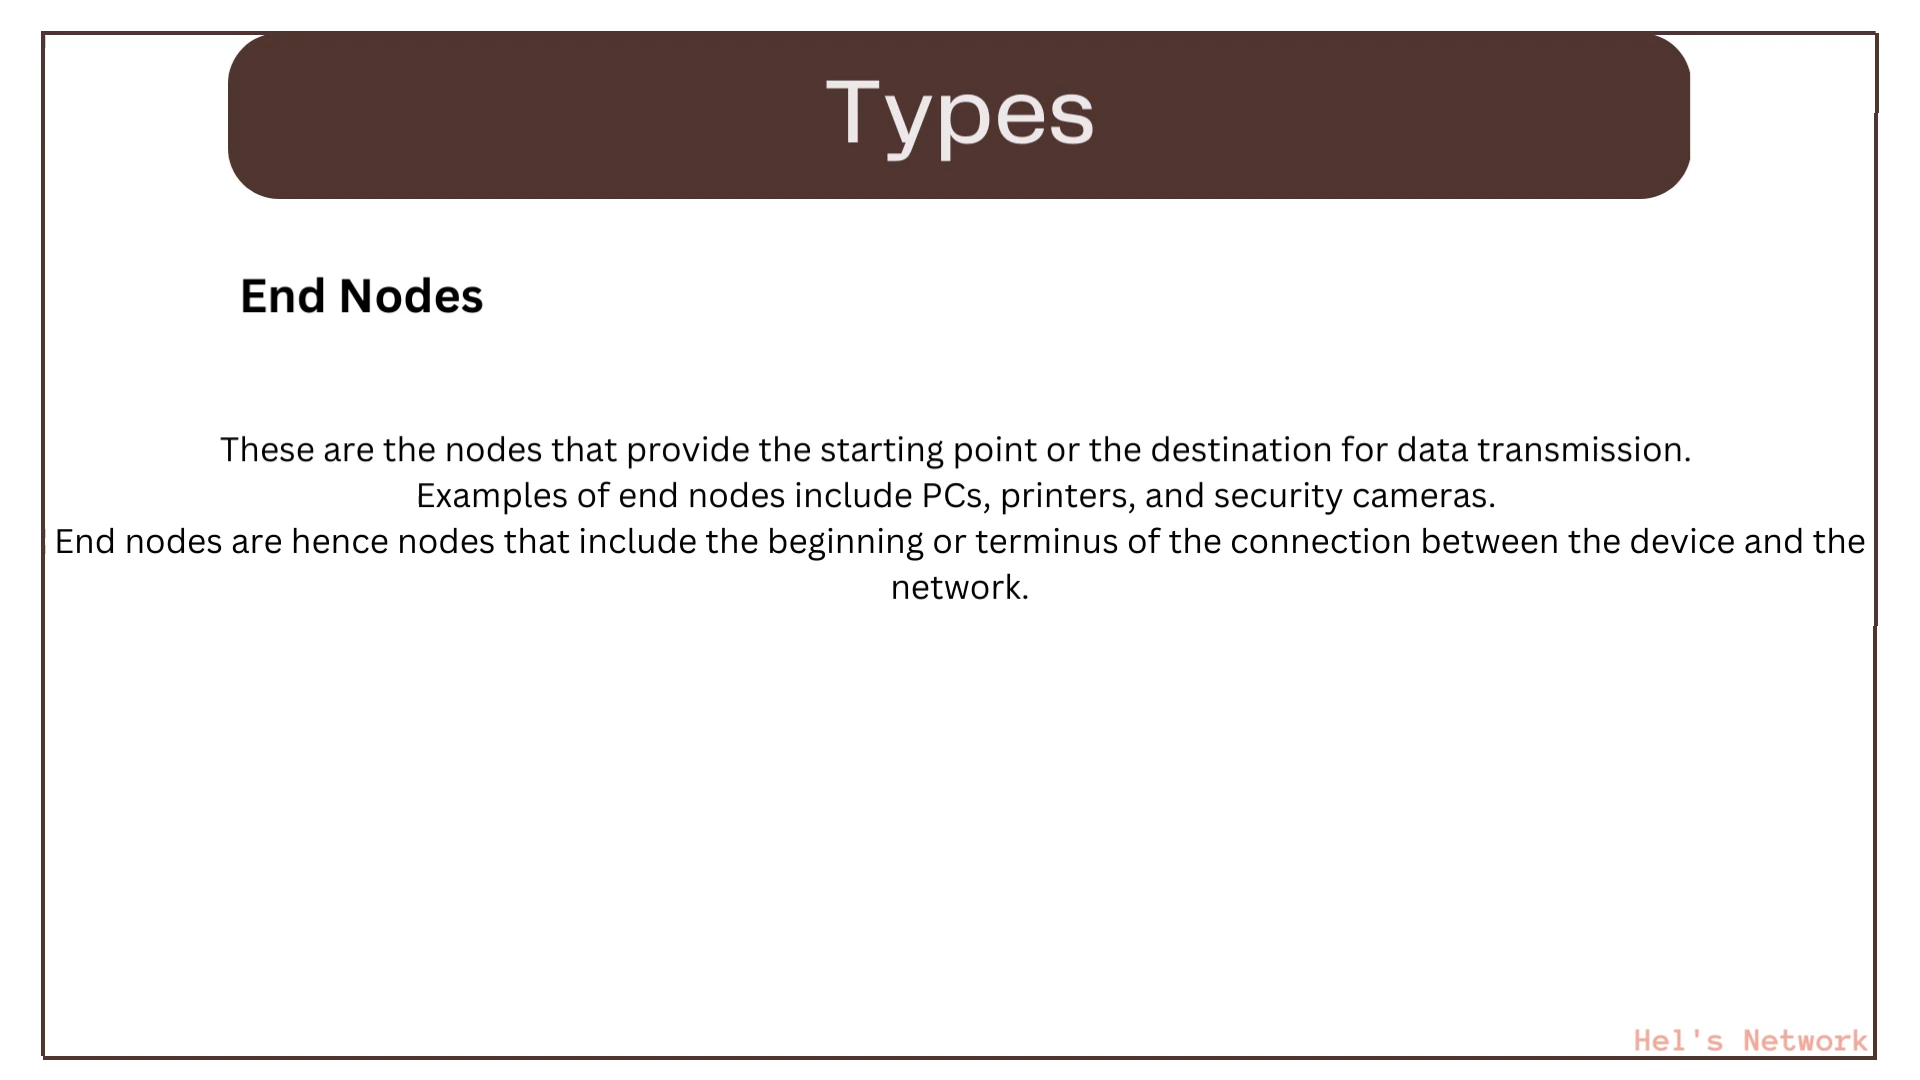 Types
End Nodes
These are the nodes that provide the starting point or the destination for data transmission.
Examples of end nodes include PCs, printers, and security cameras.
End nodes are hence nodes that include the beginning or terminus of the connection between the device and the
network.
Hel's Network